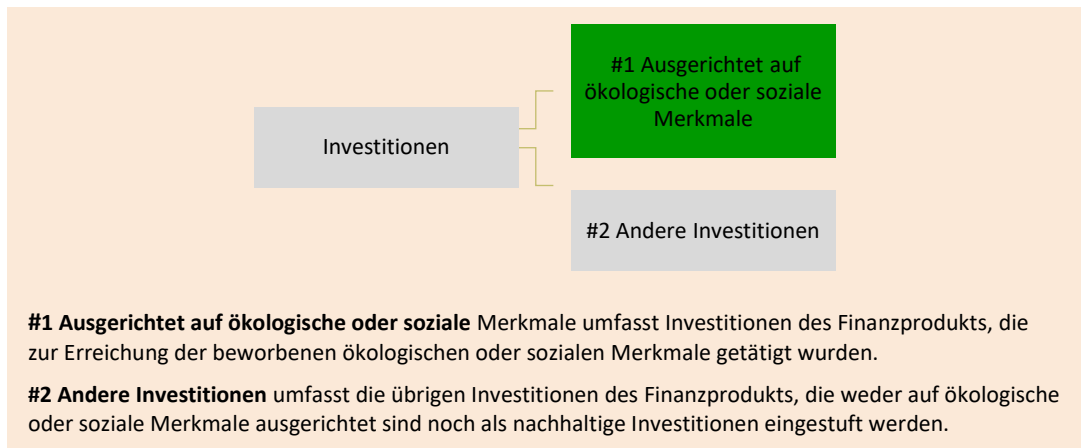 #1 Ausgerichtet auf
ökologische oder soziale
Merkmale
Investitionen
#2 Andere Investitionen
#1 Ausgerichtet auf ökologische oder soziale Merkmale umfasst Investitionen des Finanzprodukts, die
zur Erreichung der beworbenen ökologischen oder sozialen Merkmale getätigt wurden.
#2 Andere Investitionen umfasst die übrigen Investitionen des Finanzprodukts, die weder auf ökologische
oder soziale Merkmale ausgerichtet sind noch als nachhaltige Investitionen eingestuft werden.